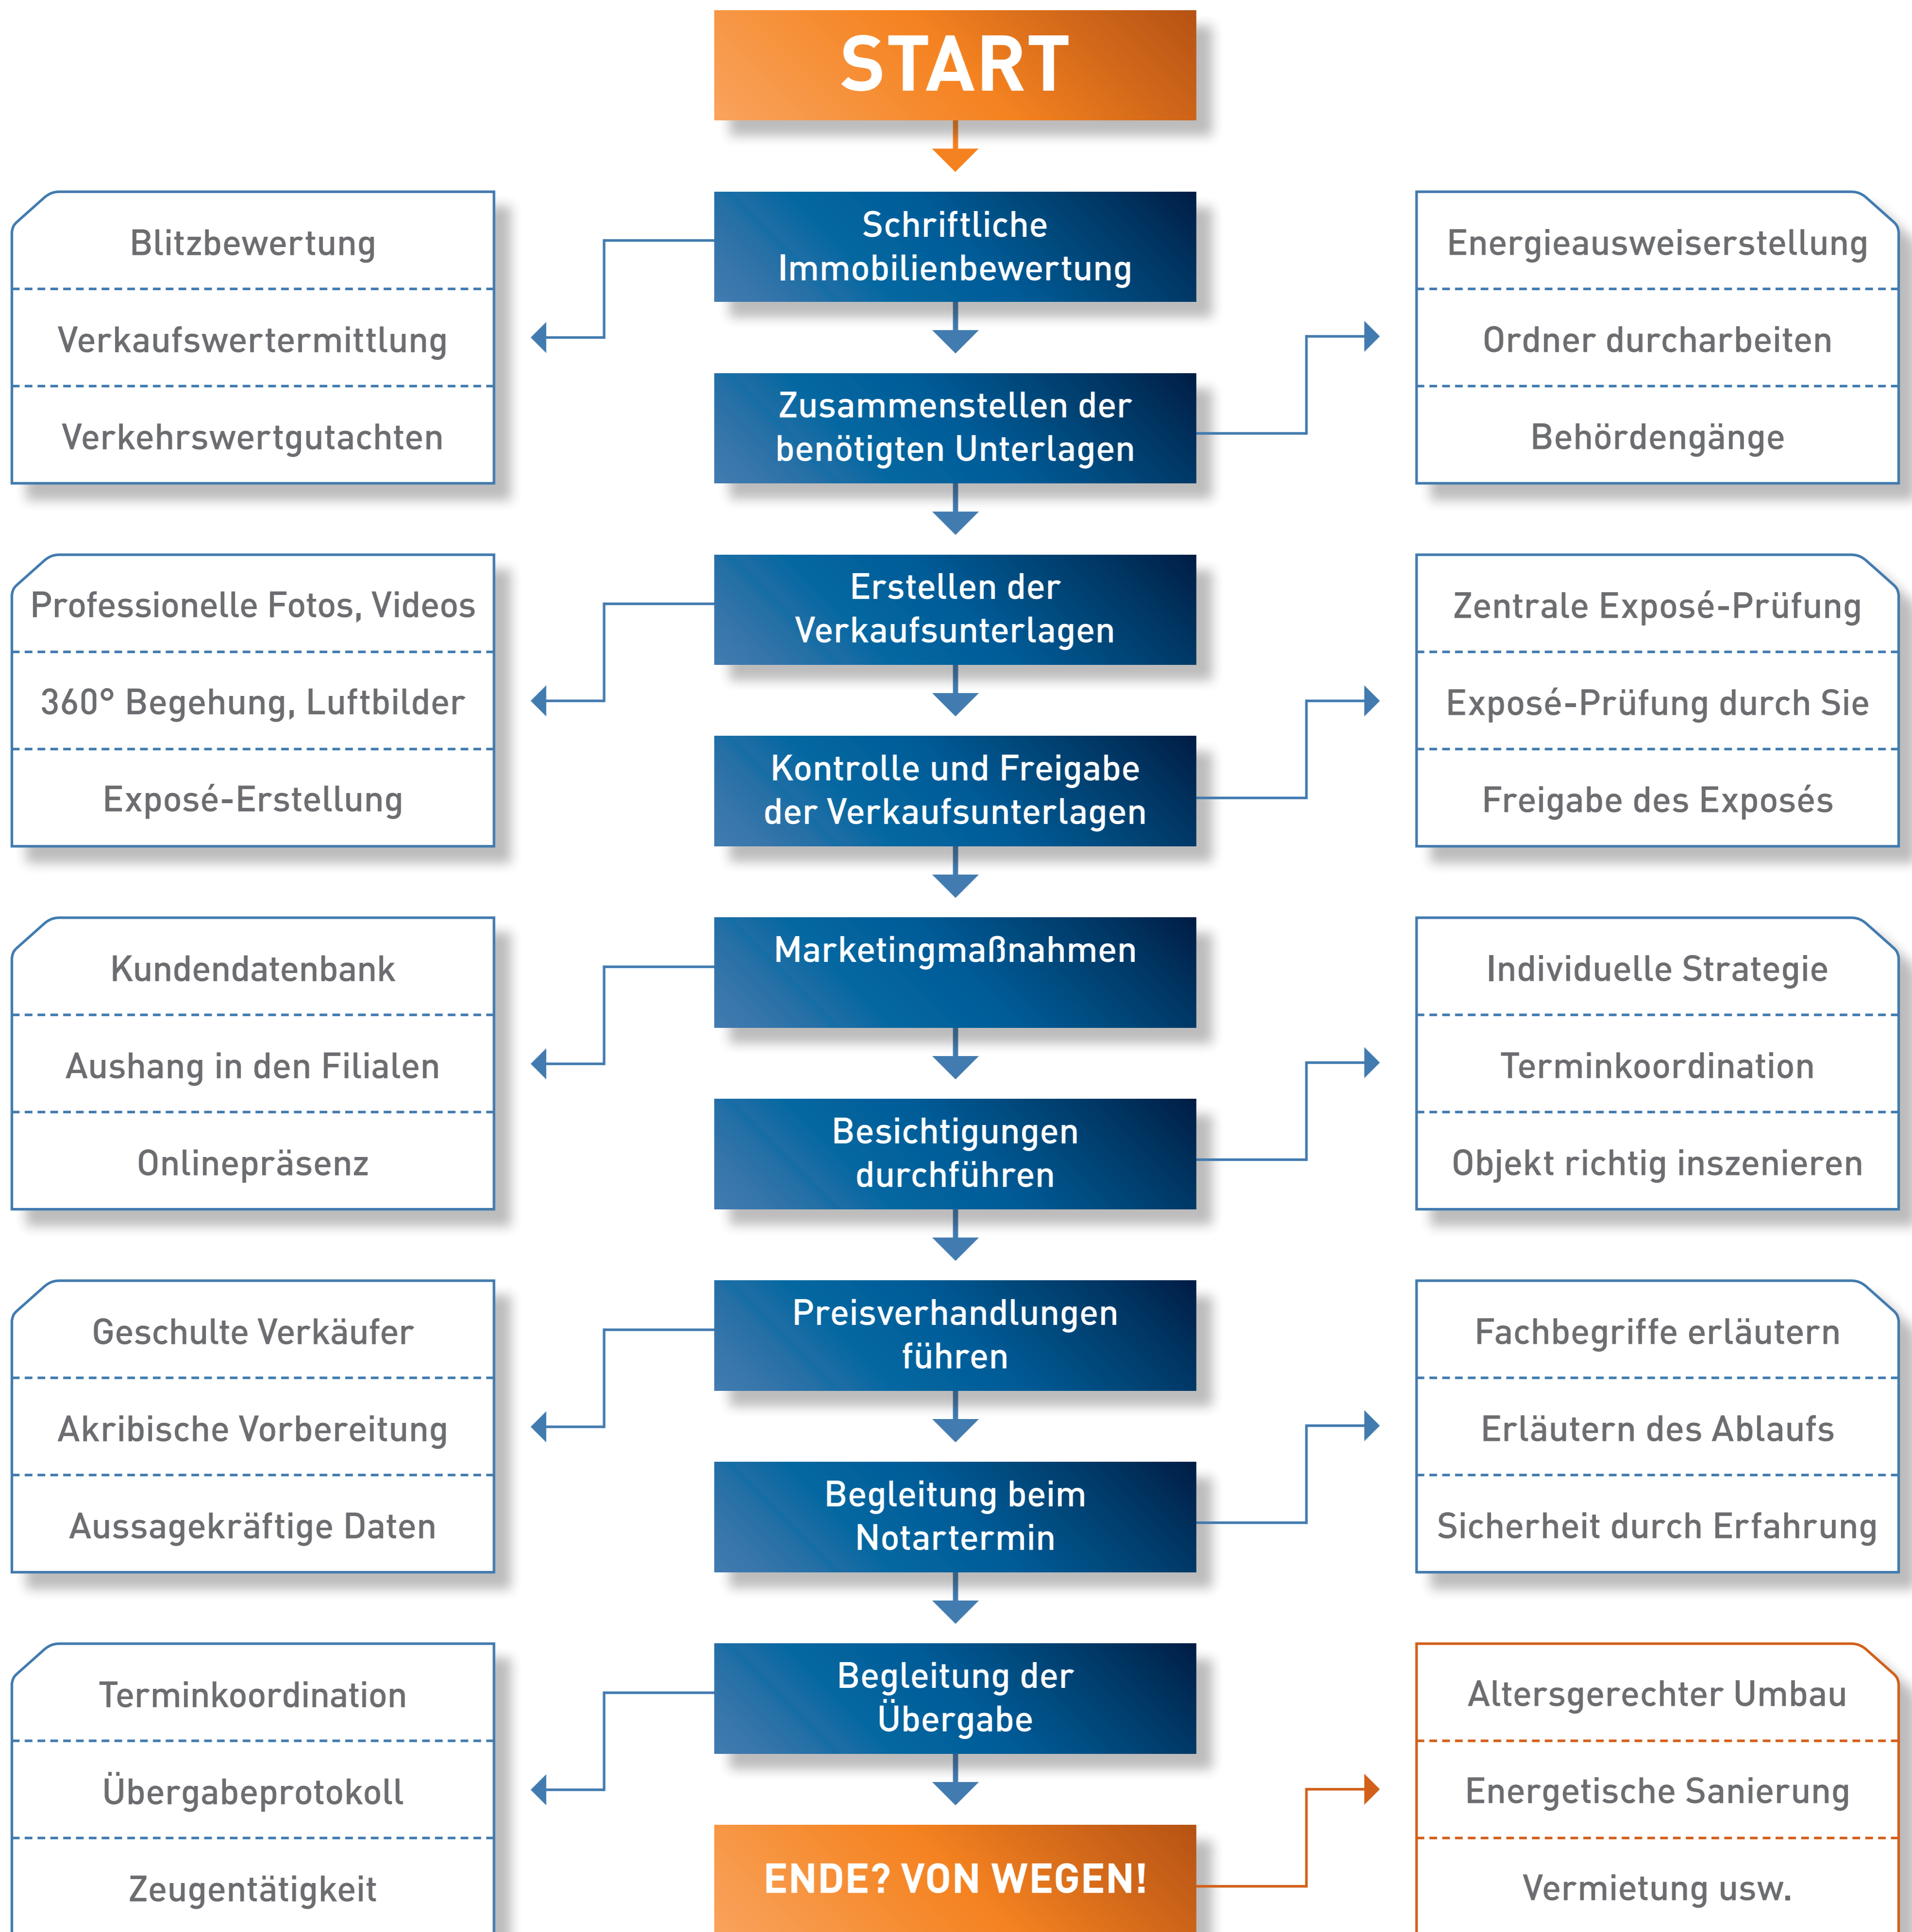 START
Schriftliche
Immobilienbewertung
Blitzbewertung
Verkaufswertermittlung
Verkehrswertgutachten
Zusammenstellen der
benötigten Unterlagen
Energieausweiserstellung
Ordner durcharbeiten
Behördengänge
Erstellen der
Verkaufsunterlagen
Professionelle Fotos, Videos
360° Begehung, Luftbilder
Exposé-Erstellung
Kontrolle und Freigabe
der Verkaufsunterlagen
Zentrale Exposé-Prüfung
Exposé-Prüfung durch Sie
Freigabe des Exposés
Marketingmaßnahmen
Kundendatenbank
Aushang in den Filialen
Onlinepräsenz
Besichtigungen
durchführen
Individuelle Strategie
Terminkoordination
Objekt richtig inszenieren
Preisverhandlungen
führen
Geschulte Verkäufer
Akribische Vorbereitung
Aussagekräftige Daten
Begleitung beim
Notartermin
Fachbegriffe erläutern
Erläutern des Ablaufs
Sicherheit durch Erfahrung
Begleitung der
Übergabe
Terminkoordination
Übergabeprotokoll
Zeugentätigkeit
ENDE? VON WEGEN!
Altersgerechter Umbau
Energetische Sanierung
Vermietung usw.